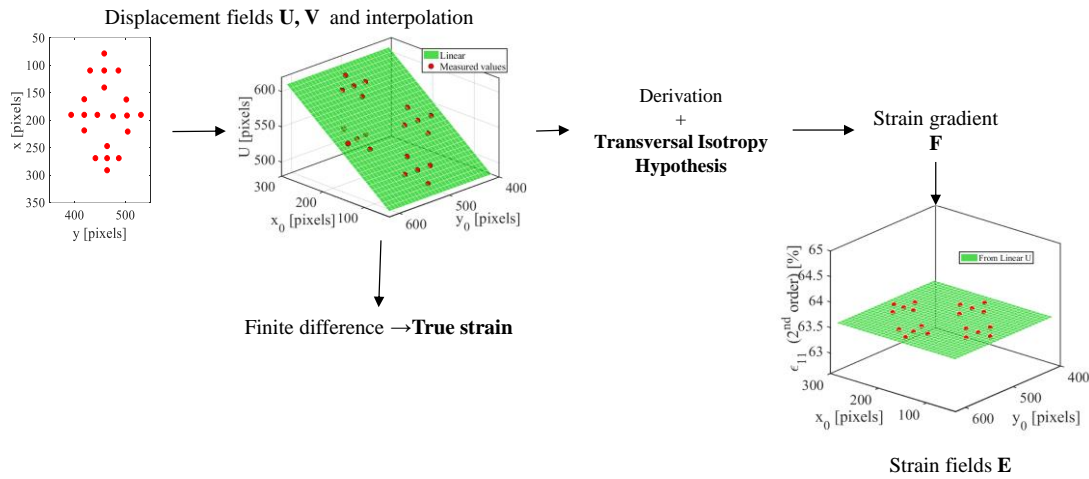 Displacement fields U, V and interpolation
50
100
150
200
250
300
350
x [pixels]
400
500
y [pixels]
Linear
Measured values
600
550
500
U [pixels]
300
200
100
x0 [pixels]
600
500
400
y0 [pixels]
Derivation
+
Transversal Isotropy
Hypothesis
Strain gradient
F
Finite difference →True strain
From Linear U
65
64.5
64
63.5
63
ϵ11 (2nd order) [%]
300
200
100
x0 [pixels]
600
500
400
y0 [pixels]
Strain fields E